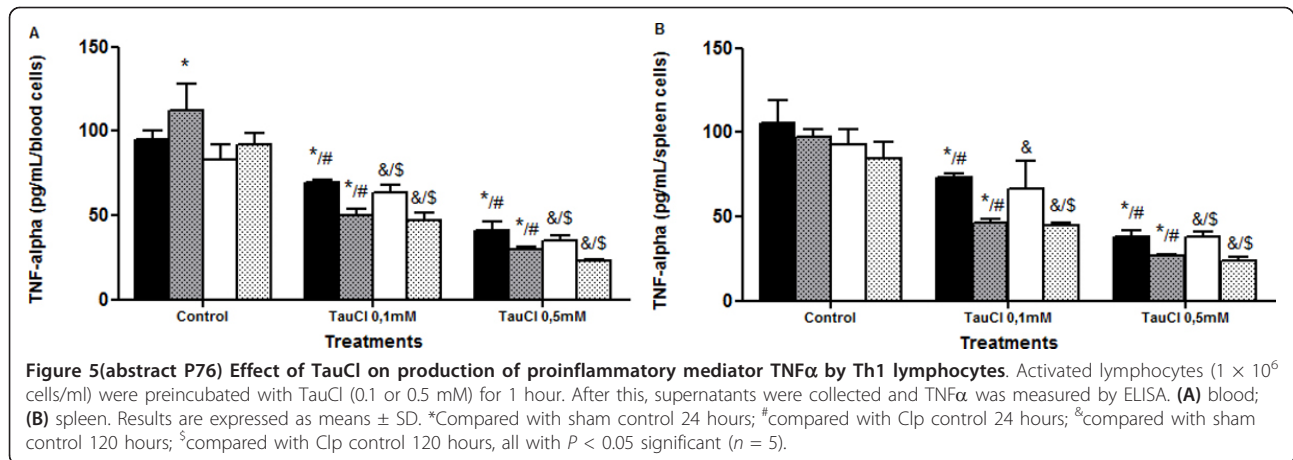 A
TNF-alpha (pg/mL/blood cells)
150
100
50
0
*
*/#
*/#
&/$
&/$
*/#
*/#
&/$
&/$
Control
TauCl 0,1mM
TauCl 0,5mM
Treatments
B
TNF-alpha (pg/mL/spleen cells)
150
100
50
0
*/#
*/#
&
&/$
*/#
*/#
&/$
&/$
Control
TauCl 0,1mM
TauCl 0,5mM
Treatments
Figure 5(abstract P76) Effect of TauCl on production of proinflammatory mediator TNFα by Th1 lymphocytes. Activated lymphocytes (1 × 10⁶
cells/ml) were preincubated with TauCl (0.1 or 0.5 mM) for 1 hour. After this, supernatants were collected and TNFα was measured by ELISA. (A) blood;
(B) spleen. Results are expressed as means ± SD. *Compared with sham control 24 hours; #compared with Clp control 24 hours; &compared with sham
control 120 hours; $compared with Clp control 120 hours, all with P < 0.05 significant (n = 5).